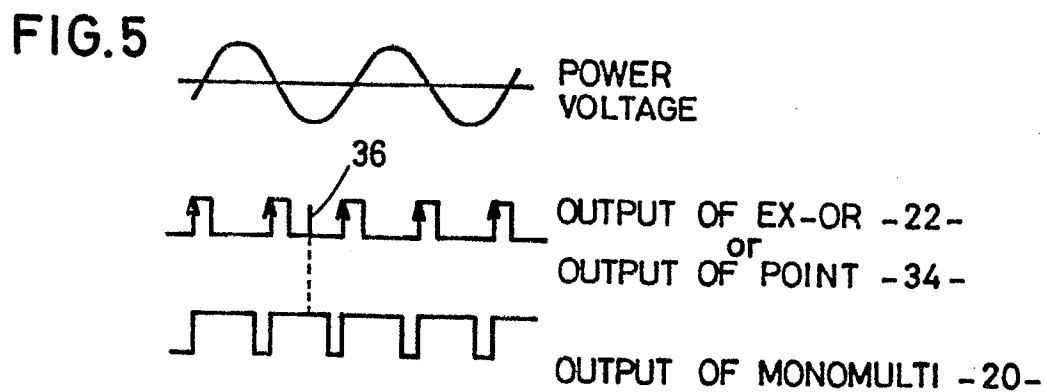 FIG.5
POWER
VOLTAGE
36
OUTPUT OF EX-OR -22-
or
OUTPUT OF POINT -34-
OUTPUT OF MONOMULTI -20-